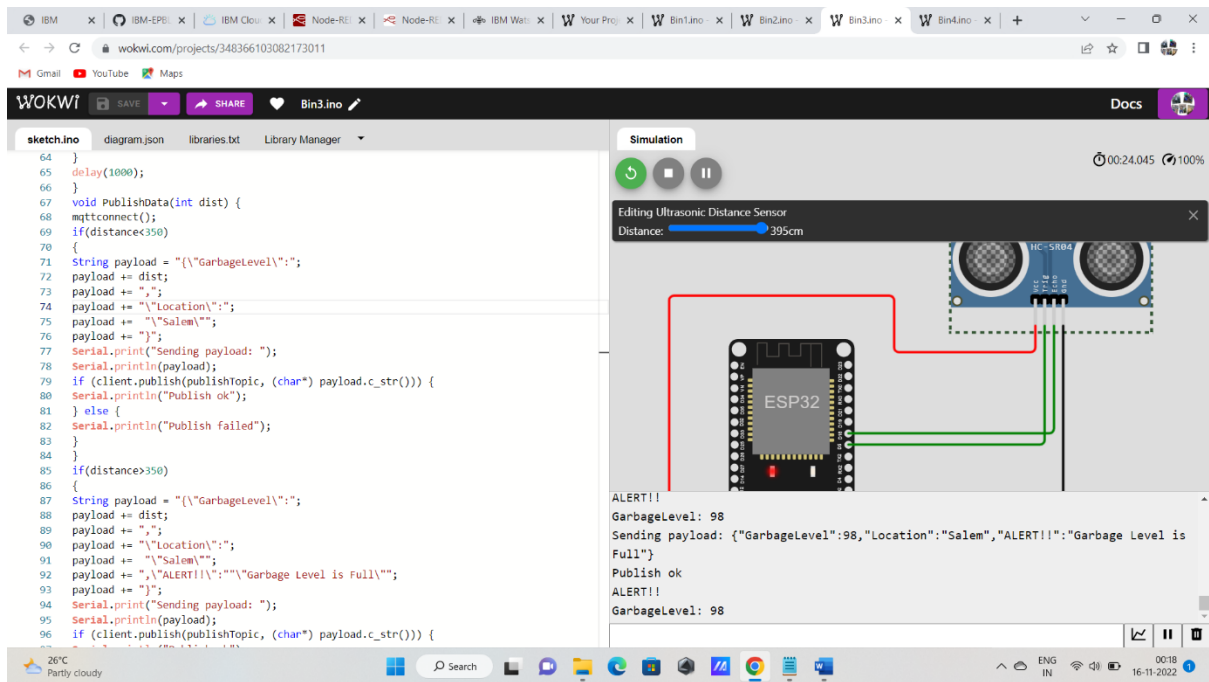 IBM
IBM-EPBL
IBM Clou
Node-RE
Node-RE
IBM Wats
Your Proj
Bin1.ino -
Bin2.ino -
Bin3.ino -
Bin4.ino -
wokwi.com/projects/348366103082173011
Gmail YouTube Maps
WOKWi SAVE SHARE Bin3.ino Docs
sketch.ino diagram.json libraries.txt Library Manager
64 }
65 delay(1000);
66 }
67 void PublishData(int dist) {
68 mqttconnect();
69 if(distance<350)
70 {
71 String payload = "{\"GarbageLevel\":";
72 payload += dist;
73 payload += ",";
74 payload += "\"Location\":";
75 payload += "\"Salem\"";
76 payload += "}";
77 Serial.print("Sending payload: ");
78 Serial.println(payload);
79 if (client.publish(publishTopic, (char*) payload.c_str())) {
80 Serial.println("Publish ok");
81 } else {
82 Serial.println("Publish failed");
83 }
84 }
85 if(distance>350)
86 {
87 String payload = "{\"GarbageLevel\":";
88 payload += dist;
89 payload += ",";
90 payload += "\"Location\":";
91 payload += "\"Salem\"";
92 payload += ",\"ALERT!!\":""\"Garbage Level is Full\"";
93 payload += "}";
94 Serial.print("Sending payload: ");
95 Serial.println(payload);
96 if (client.publish(publishTopic, (char*) payload.c_str())) {
Simulation
00:24.045 100%
Editing Ultrasonic Distance Sensor
Distance: 395cm
HC-SR04
Vcc Trig Echo Gnd
ESP32
ALERT!!
GarbageLevel: 98
Sending payload: {"GarbageLevel":98,"Location":"Salem","ALERT!!":"Garbage Level is
Full"}
Publish ok
ALERT!!
GarbageLevel: 98
26°C
Partly cloudy
Search
ENG
IN
00:18
16-11-2022
1